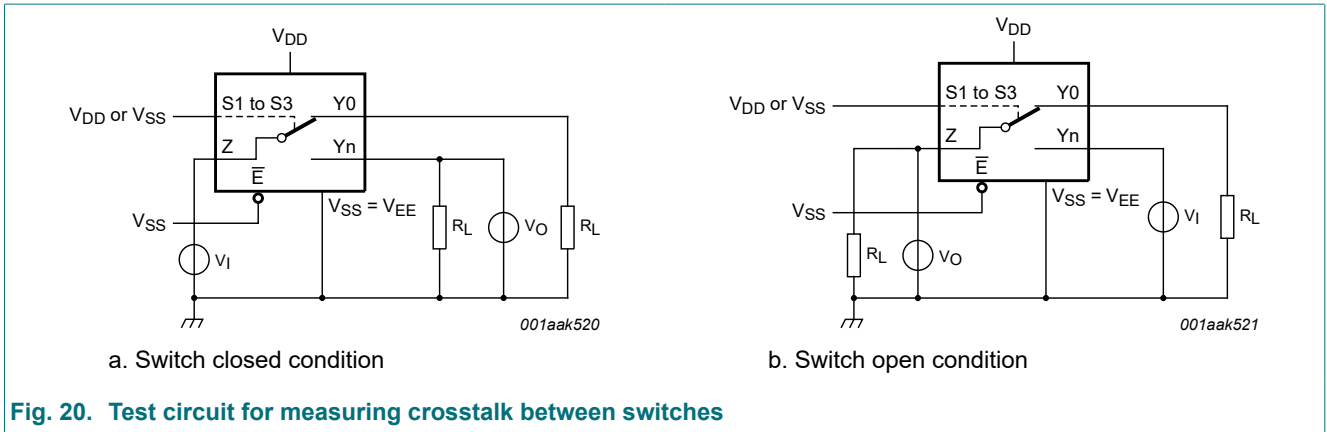 VDD
S1 to S3 Y0
VDD or VSS
Z Yn
E
VSS = VEE
VSS
RL VO RL
VI
001aak520
a. Switch closed condition
VDD
S1 to S3 Y0
VDD or VSS
Z Yn
E
VSS = VEE
VSS
VI RL
RL VO
001aak521
b. Switch open condition
Fig. 20. Test circuit for measuring crosstalk between switches